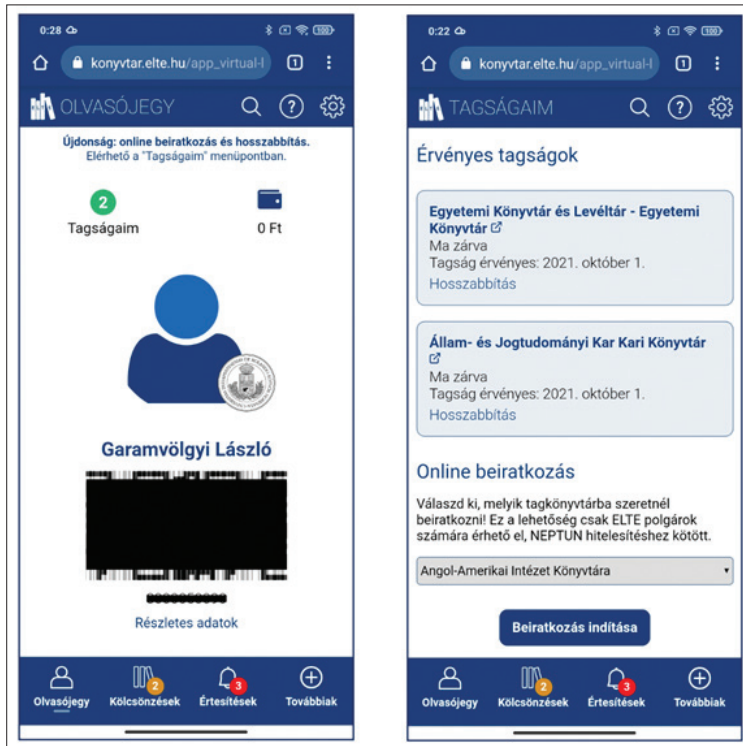 0:28
100
konyvtar.elte.hu/app_virtual-l
1
OLVASÓJEGY
?
Újdonság: online beiratkozás és hosszabbítás.
Elérhető a "Tagságaim" menüpontban.
2
Tagságaim
0 Ft
Garamvölgyi László
Részletes adatok
2
3
Olvasójegy
Kölcsönzések
Értesítések
Továbbiak
0:22
100
konyvtar.elte.hu/app_virtual-l
1
TAGSÁGAIM
?
Érvényes tagságok
Egyetemi Könyvtár és Levéltár - Egyetemi
Könyvtár
Ma zárva
Tagság érvényes: 2021. október 1.
Hosszabbítás
Állam- és Jogtudományi Kar Kari Könyvtár
Ma zárva
Tagság érvényes: 2021. október 1.
Hosszabbítás
Online beiratkozás
Válaszd ki, melyik tagkönyvtárba szeretnél
beiratkozni! Ez a lehetőség csak ELTE polgárok
számára érhető el, NEPTUN hitelesítéshez kötött.
Angol-Amerikai Intézet Könyvtára
Beiratkozás indítása
2
3
Olvasójegy
Kölcsönzések
Értesítések
Továbbiak